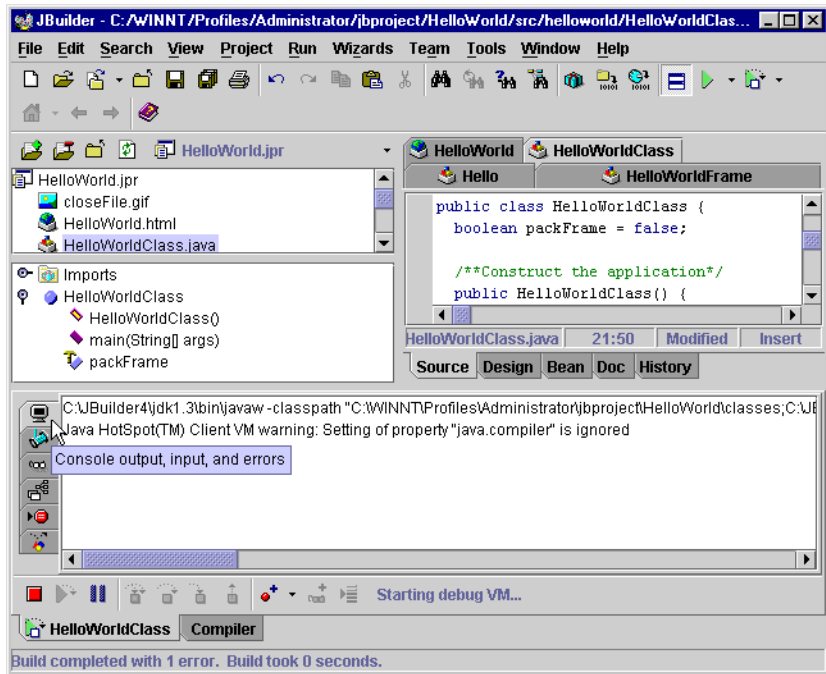 JBuilder - C:/WINNT/Profiles/Administrator/jbproject/HelloWorld/src/helloworld/HelloWorldClas...
File Edit Search View Project Run Wizards Team Tools Window Help
HelloWorld.jpr
HelloWorld.jpr
closeFile.gif
HelloWorld.html
HelloWorldClass.java
Imports
HelloWorldClass
HelloWorldClass()
main(String[] args)
packFrame
HelloWorld HelloWorldClass
Hello HelloWorldFrame
public class HelloWorldClass {
boolean packFrame = false;
/**Construct the application*/
public HelloWorldClass() {
HelloWorldClass.java 21:50 Modified Insert
Source Design Bean Doc History
C:\JBuilder4\jdk1.3\bin\javaw -classpath "C:\WINNT\Profiles\Administrator\jbproject\HelloWorld\classes;C:\JB
Java HotSpot(TM) Client VM warning: Setting of property "java.compiler" is ignored
Console output, input, and errors
Starting debug VM...
HelloWorldClass Compiler
Build completed with 1 error. Build took 0 seconds.